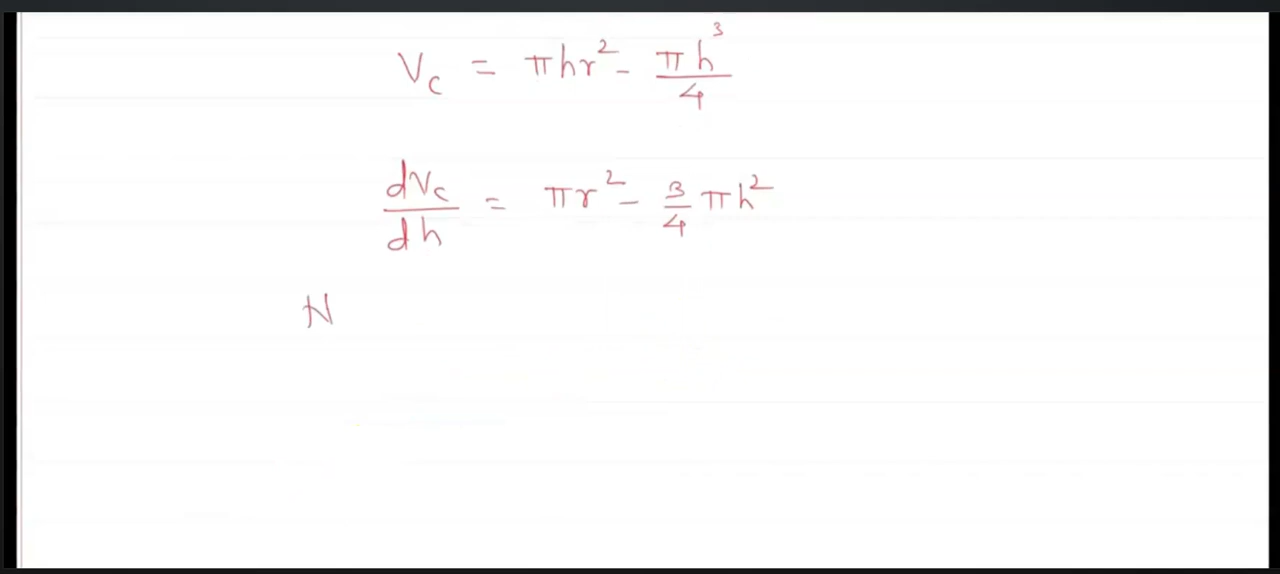 V_c = πhr² - πh³/4
dV_c/dh = πr² - 3/4 πh²
N